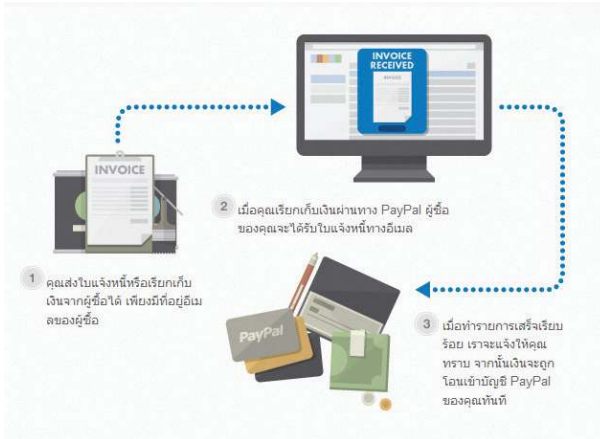 INVOICE
RECEIVED
INVOICE
INVOICE
1
คุณส่งใบแจ้งหนี้หรือเรียกเก็บ
เงินจากผู้ซื้อได้ เพียงมีที่อยู่อีเม
ลของผู้ซื้อ
2
เมื่อคุณเรียกเก็บเงินผ่านทาง PayPal ผู้ซื้อ
ของคุณจะได้รับใบแจ้งหนี้ทางอีเมล
PayPal
3
เมื่อทำรายการเสร็จเรียบ
ร้อย เราจะแจ้งให้คุณ
ทราบ จากนั้นเงินจะถูก
โอนเข้าบัญชี PayPal
ของคุณทันที